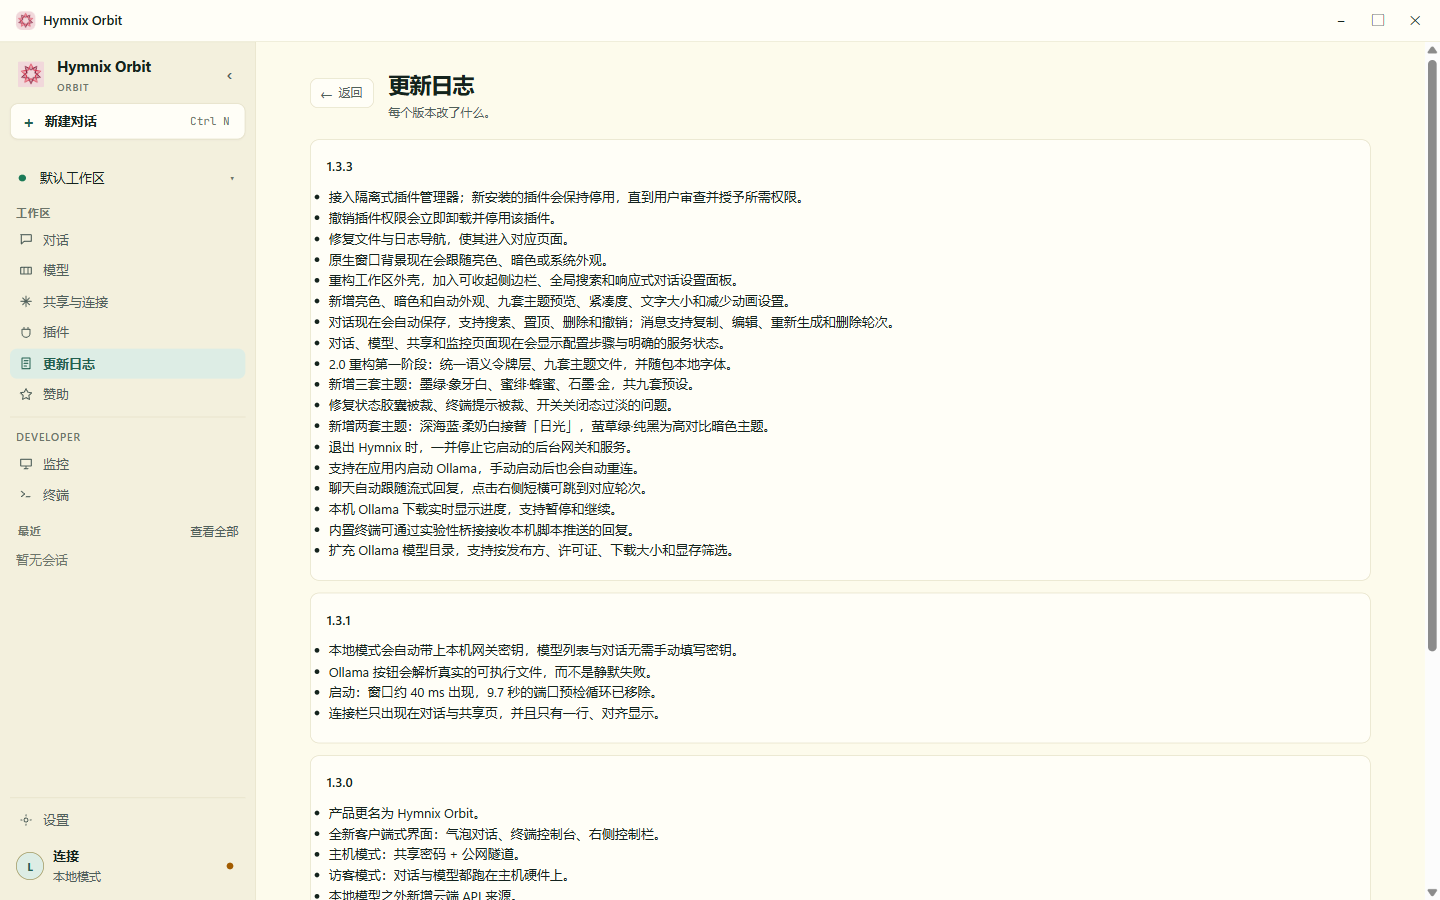 Hymnix Orbit
Hymnix Orbit
ORBIT
新建对话 Ctrl N
默认工作区
工作区
对话
模型
共享与连接
插件
更新日志
赞助
DEVELOPER
监控
终端
最近 查看全部
暂无会话
设置
L
连接
本地模式
← 返回
更新日志
每个版本改了什么。
1.3.3
接入隔离式插件管理器；新安装的插件会保持停用，直到用户审查并授予所需权限。
撤销插件权限会立即卸载并停用该插件。
修复文件与日志导航，使其进入对应页面。
原生窗口背景现在会跟随亮色、暗色或系统外观。
重构工作区外壳，加入可收起侧边栏、全局搜索和响应式对话设置面板。
新增亮色、暗色和自动外观、九套主题预览、紧凑度、文字大小和减少动画设置。
对话现在会自动保存，支持搜索、置顶、删除和撤销；消息支持复制、编辑、重新生成和删除轮次。
对话、模型、共享和监控页面现在会显示配置步骤与明确的服务状态。
2.0 重构第一阶段：统一语义令牌层、九套主题文件，并随包本地字体。
新增三套主题：墨绿·象牙白、蜜绯·蜂蜜、石墨·金，共九套预设。
修复状态胶囊被裁、终端提示被裁、开关关闭态过淡的问题。
新增两套主题：深海蓝·柔奶白接替「日光」，萤草绿·纯黑为高对比暗色主题。
退出 Hymnix 时，一并停止它启动的后台网关和服务。
支持在应用内启动 Ollama，手动启动后也会自动重连。
聊天自动跟随流式回复，点击右侧短横可跳到对应轮次。
本机 Ollama 下载实时显示进度，支持暂停和继续。
内置终端可通过实验性桥接接收本机脚本推送的回复。
扩充 Ollama 模型目录，支持按发布方、许可证、下载大小和显存筛选。
1.3.1
本地模式会自动带上本机网关密钥，模型列表与对话无需手动填写密钥。
Ollama 按钮会解析真实的可执行文件，而不是静默失败。
启动：窗口约 40 ms 出现，9.7 秒的端口预检循环已移除。
连接栏只出现在对话与共享页，并且只有一行、对齐显示。
1.3.0
产品更名为 Hymnix Orbit。
全新客户端式界面：气泡对话、终端控制台、右侧控制栏。
主机模式：共享密码 + 公网隧道。
访客模式：对话与模型都跑在主机硬件上。
本地模型之外新增云端 API 来源。